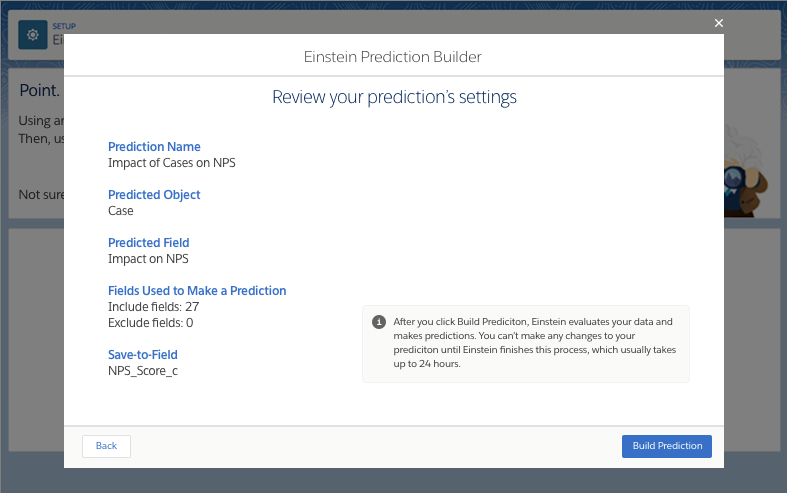 SETUP
Ei
Einstein Prediction Builder
Point.
Review your prediction's settings
Using ar
Then, us
Not sure
Prediction Name
Impact of Cases on NPS
Predicted Object
Case
Predicted Field
Impact on NPS
Fields Used to Make a Prediction
Include fields: 27
Exclude fields: 0
Save-to-Field
NPS_Score_c
After you click Build Prediciton, Einstein evaluates your data and
makes predictions. You can't make any changes to your
prediciton until Einstein finishes this process, which usually takes
up to 24 hours.
Back
Build Prediction